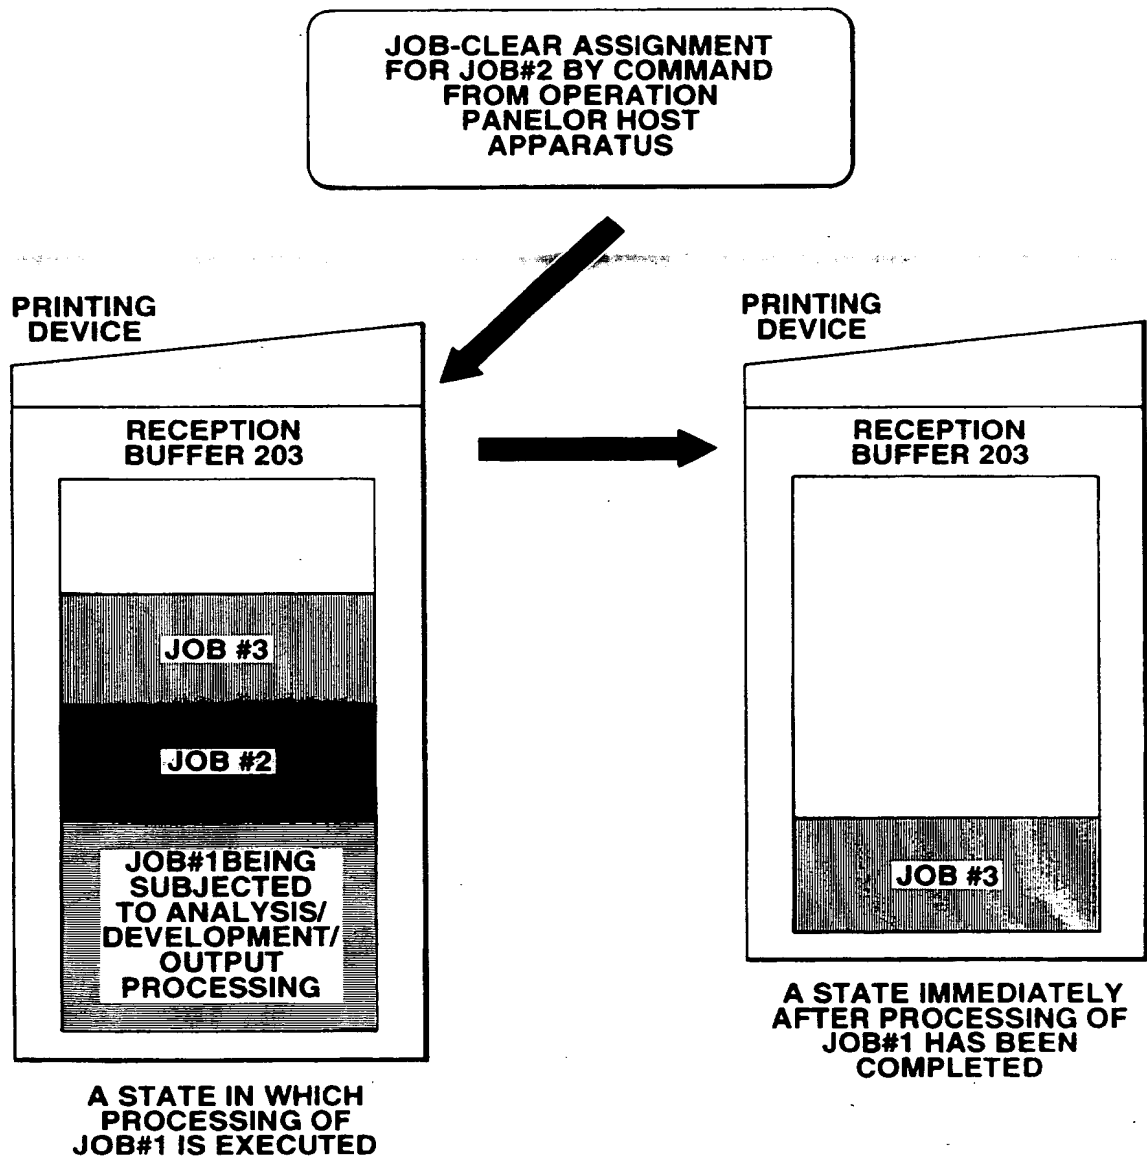 JOB-CLEAR ASSIGNMENT
FOR JOB#2 BY COMMAND
FROM OPERATION
PANELOR HOST
APPARATUS
PRINTING
DEVICE
RECEPTION
BUFFER 203
JOB #3
JOB #2
JOB#1BEING
SUBJECTED
TO ANALYSIS/
DEVELOPMENT/
OUTPUT
PROCESSING
A STATE IN WHICH
PROCESSING OF
JOB#1 IS EXECUTED
PRINTING
DEVICE
RECEPTION
BUFFER 203
JOB #3
A STATE IMMEDIATELY
AFTER PROCESSING OF
JOB#1 HAS BEEN
COMPLETED